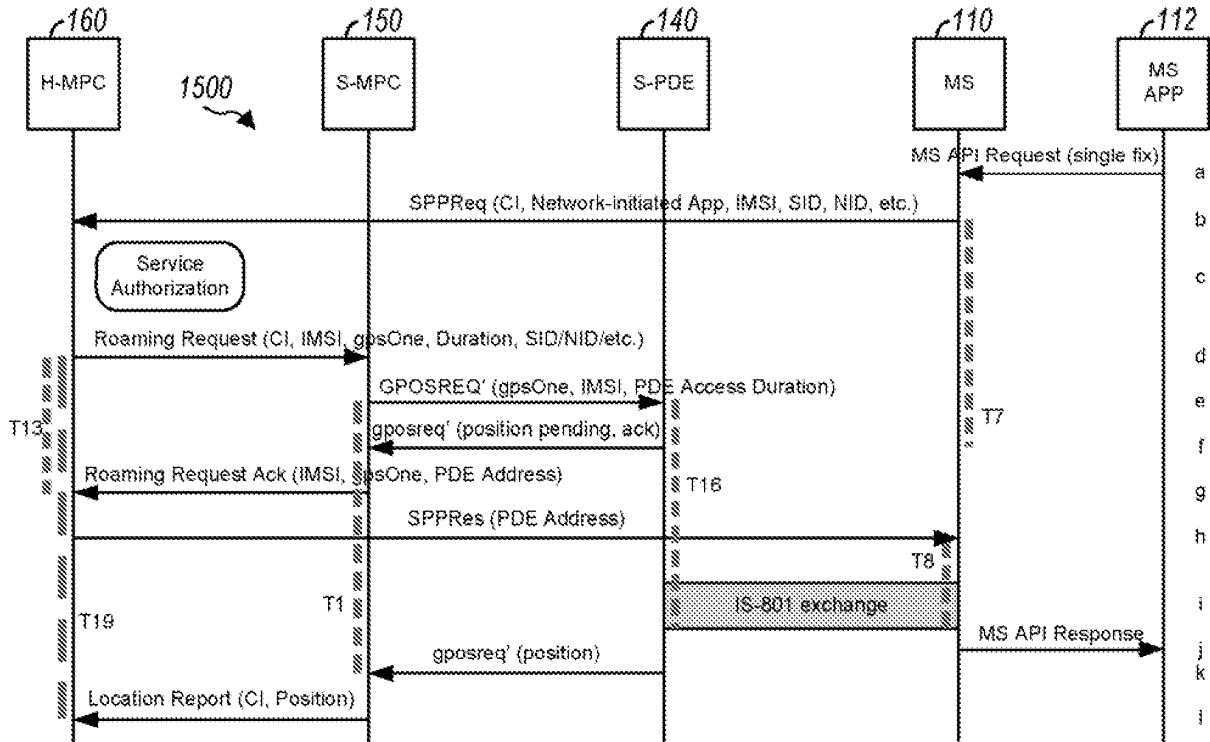 160
150
140
110
112
H-MPC
S-MPC
S-PDE
MS
MS
APP
1500
MS API Request (single fix)
a
SPPReq (CI, Network-initiated App, IMSI, SID, NID, etc.)
b
Service
Authorization
c
Roaming Request (CI, IMSI, gpsOne, Duration, SID/NID/etc.)
d
GPOSREQ' (gpsOne, IMSI, PDE Access Duration)
e
T7
T13
gposreq' (position pending, ack)
f
Roaming Request Ack (IMSI, gpsOne, PDE Address)
T16
g
SPPRes (PDE Address)
h
T8
T19
T1
IS-801 exchange
i
MS API Response
j
gposreq' (position)
k
Location Report (CI, Position)
l